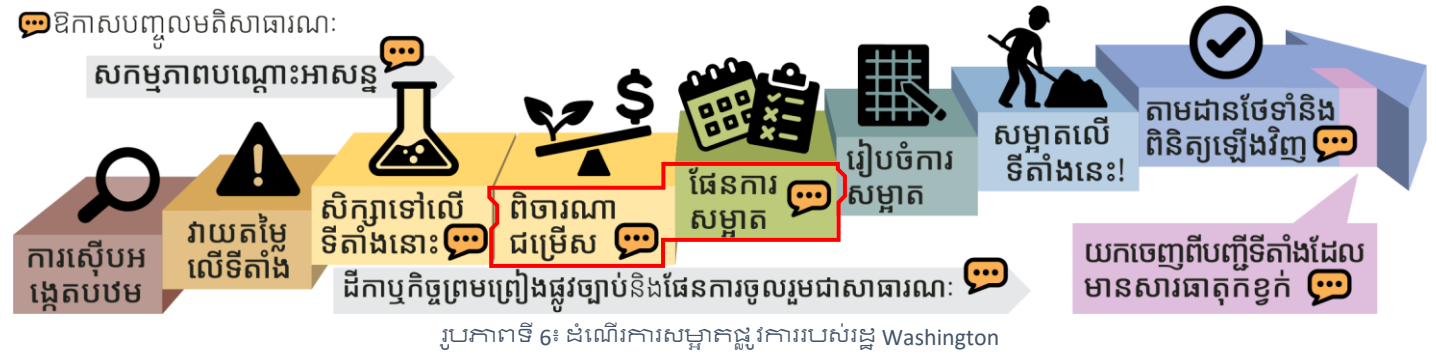 ឱកាសបញ្ចូលមតិសាធារណៈ
សកម្មភាពបណ្តោះអាសន្ន
ការស៊ើបអ
ង្កេតបឋម
វាយតម្លៃ
លើទីតាំង
សិក្សាទៅលើ
ទីតាំងនោះ
ពិចារណា
ជម្រើស
ផែនការ
សម្អាត
រៀបចំការ
សម្អាត
សម្អាតលើ
ទីតាំងនេះ!
តាមដានថែទាំនិង
ពិនិត្យឡើងវិញ
ដីកាឬកិច្ចព្រមព្រៀងផ្លូវច្បាប់និងផែនការចូលរួមជាសាធារណៈ
យកចេញពីបញ្ជីទីតាំងដែល
មានសារធាតុកខ្វក់
រូបភាពទី 6៖ ដំណើរការសម្អាតផ្លូវការរបស់រដ្ឋ Washington